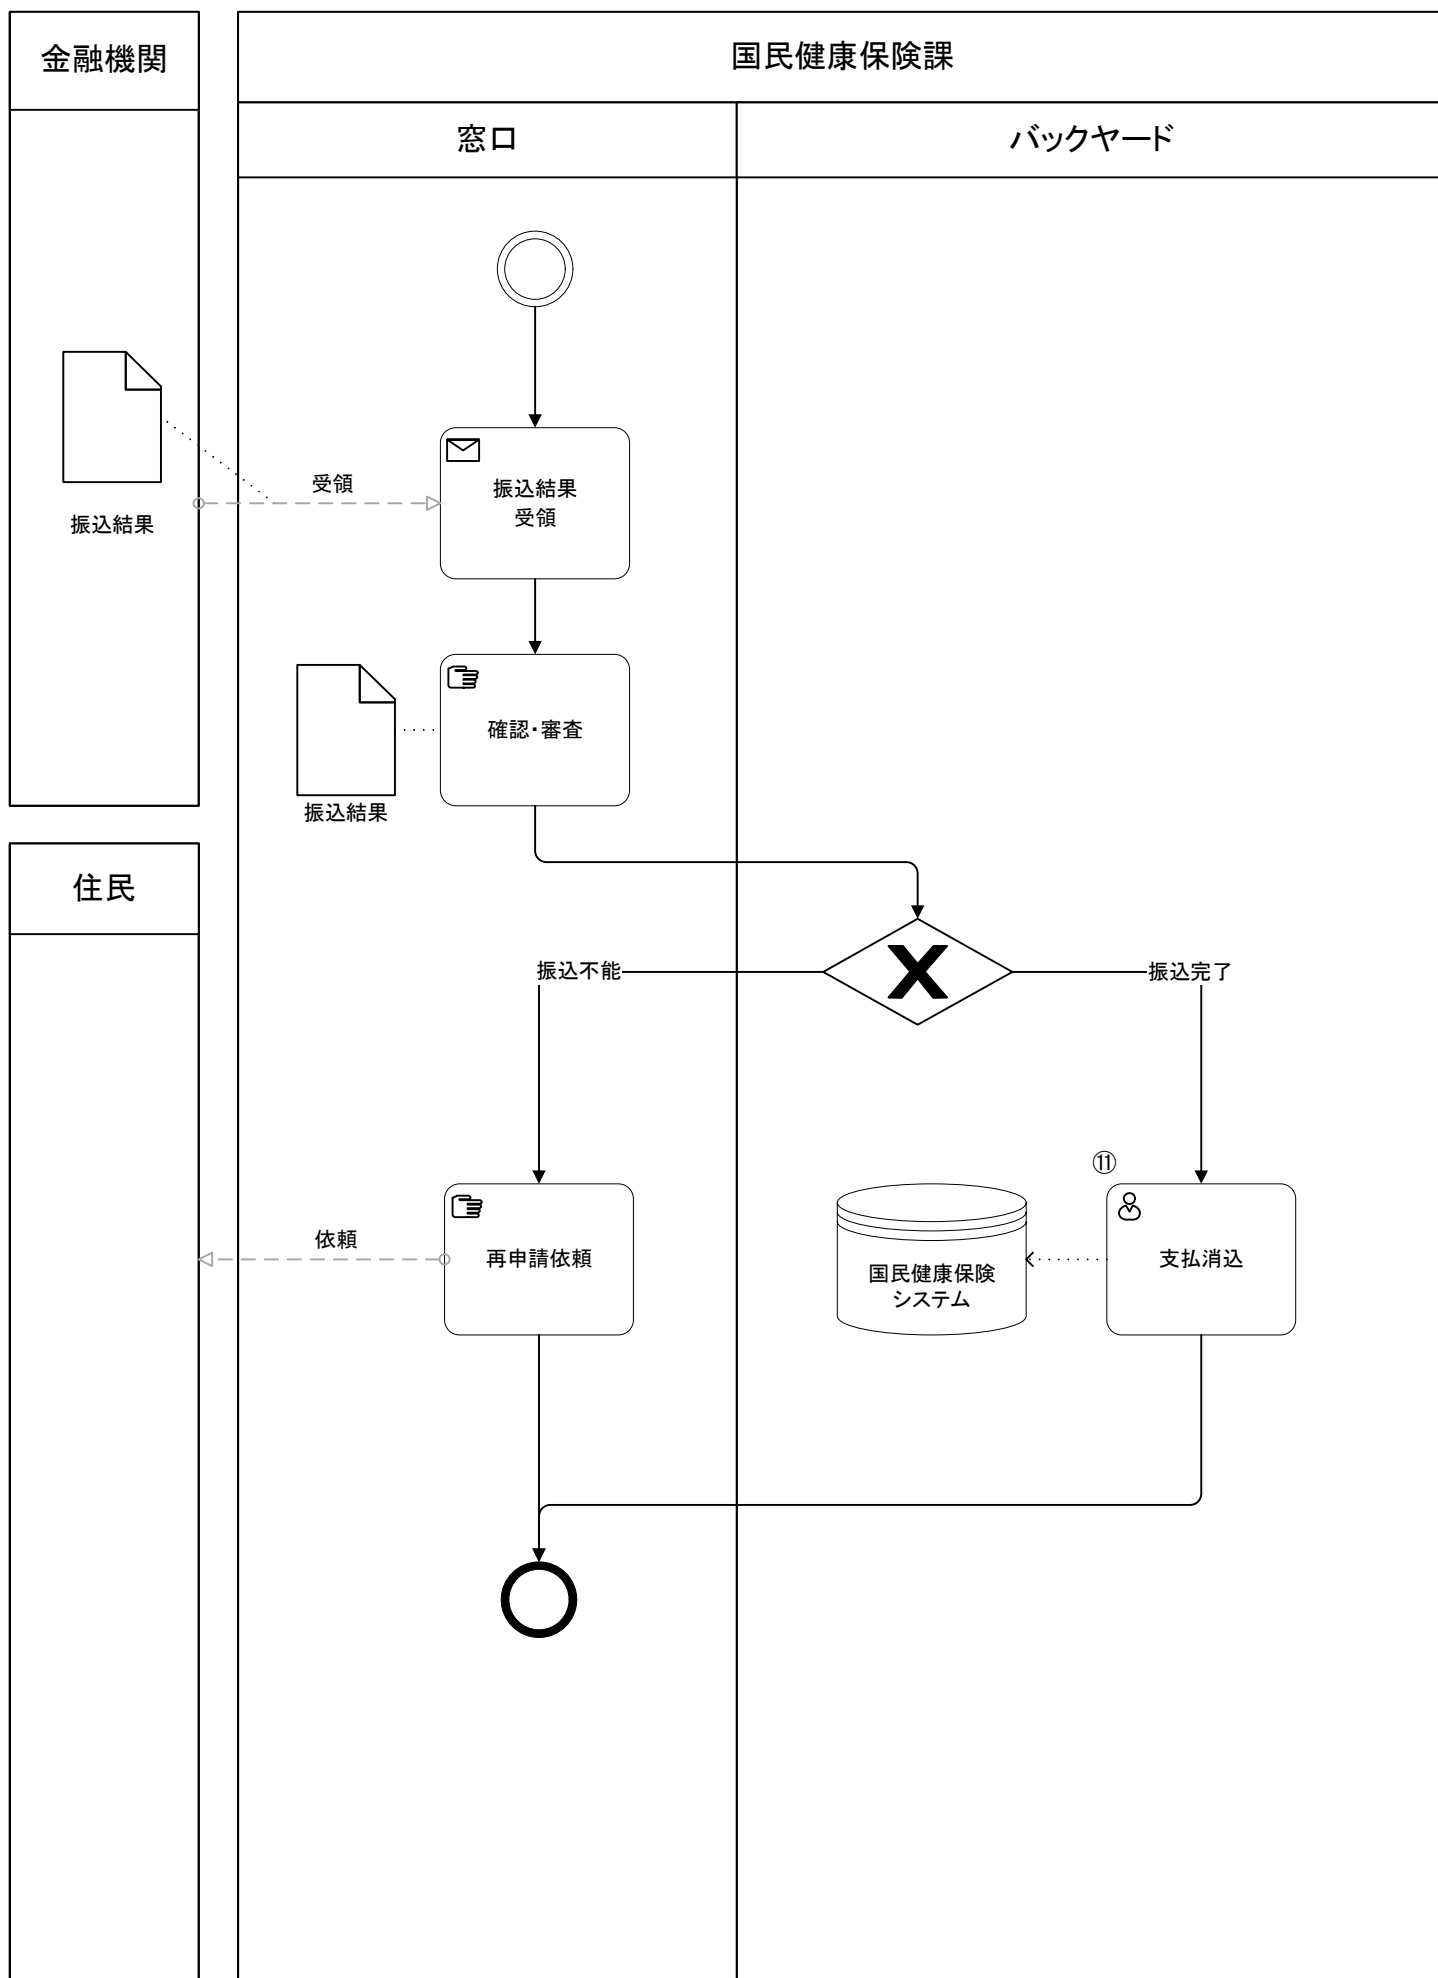 金融機関
国民健康保険課
窓口
バックヤード
受領
振込結果
振込結果
受領
確認・審査
振込結果
住民
振込不能
振込完了
⑪
依頼
再申請依頼
国民健康保険
システム
支払消込